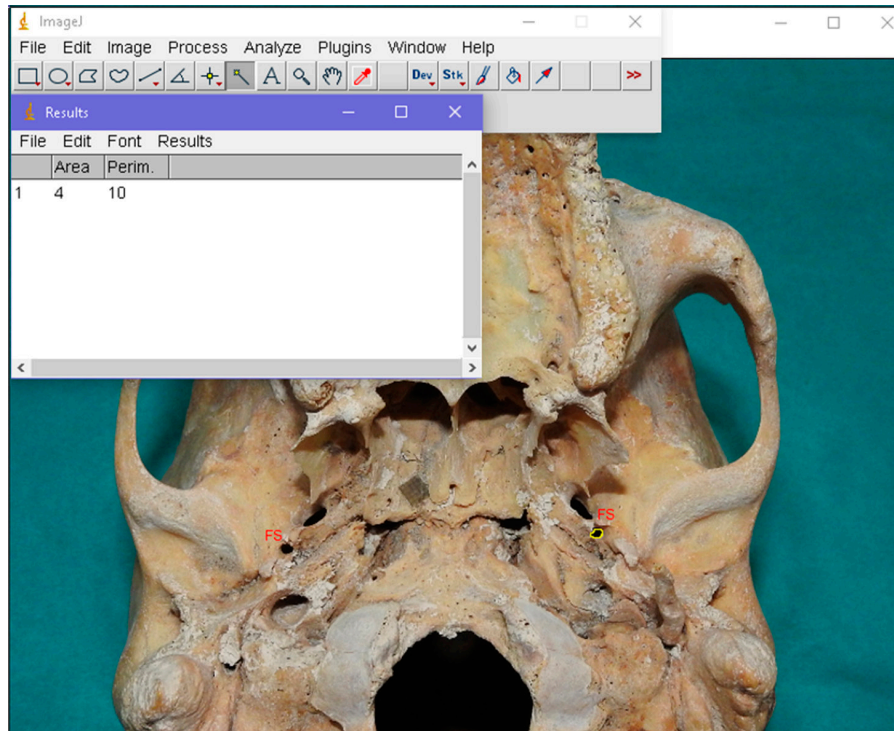 ImageJ
File Edit Image Process Analyze Plugins Window Help
A Dev Stk >>
Results
File Edit Font Results
Area Perim.
1 4 10
FS
FS